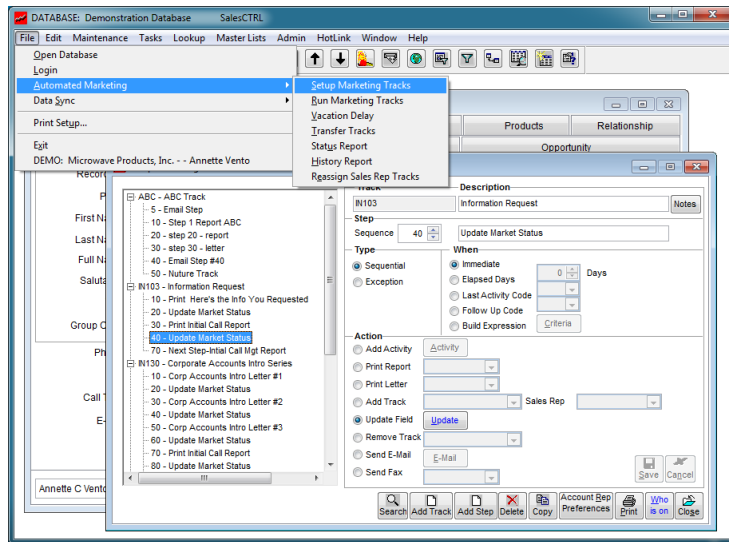 DATABASE: Demonstration Database SalesCTRL
File Edit Maintenance Tasks Lookup Master Lists Admin HotLink Window Help
Open Database
Login
Automated Marketing
Data Sync
Print Setup...
Exit
DEMO: Microwave Products, Inc. - - Annette Vento
Setup Marketing Tracks
Run Marketing Tracks
Vacation Delay
Transfer Tracks
Status Report
History Report
Reassign Sales Rep Tracks
Products Relationship
Opportunity
Record
First Na
Last Na
Full Na
Saluta
Group C
Ph
Call T
E-
Annette C Vento
ABC - ABC Track
5 - Email Step
10 - Step 1 Report ABC
20 - step 20 - report
30 - step 30 - letter
40 - Email Step #40
50 - Nuture Track
IN103 - Information Request
10 - Print Here's the Info You Requested
20 - Update Market Status
30 - Print Initial Call Report
40 - Update Market Status
70 - Next Step-Intial Call Mgt Report
IN130 - Corporate Accounts Intro Series
10 - Corp Accounts Intro Letter #1
20 - Update Market Status
30 - Corp Accounts Intro Letter #2
40 - Update Market Status
50 - Corp Accounts Intro Letter #3
60 - Update Market Status
70 - Print Initial Call Report
80 - Update Market Status
Track Description
IN103 Information Request Notes
Step
Sequence 40 Update Market Status
Type When
Sequential
Exception
Immediate 0 Days
Elapsed Days
Last Activity Code
Follow Up Code
Build Expression Criteria
Action
Add Activity Activity
Print Report
Print Letter
Add Track Sales Rep
Update Field Update
Remove Track
Send E-Mail E-Mail
Send Fax
Save Cancel
Search Add Track Add Step Delete Copy Account Rep Preferences Print Who is on Close